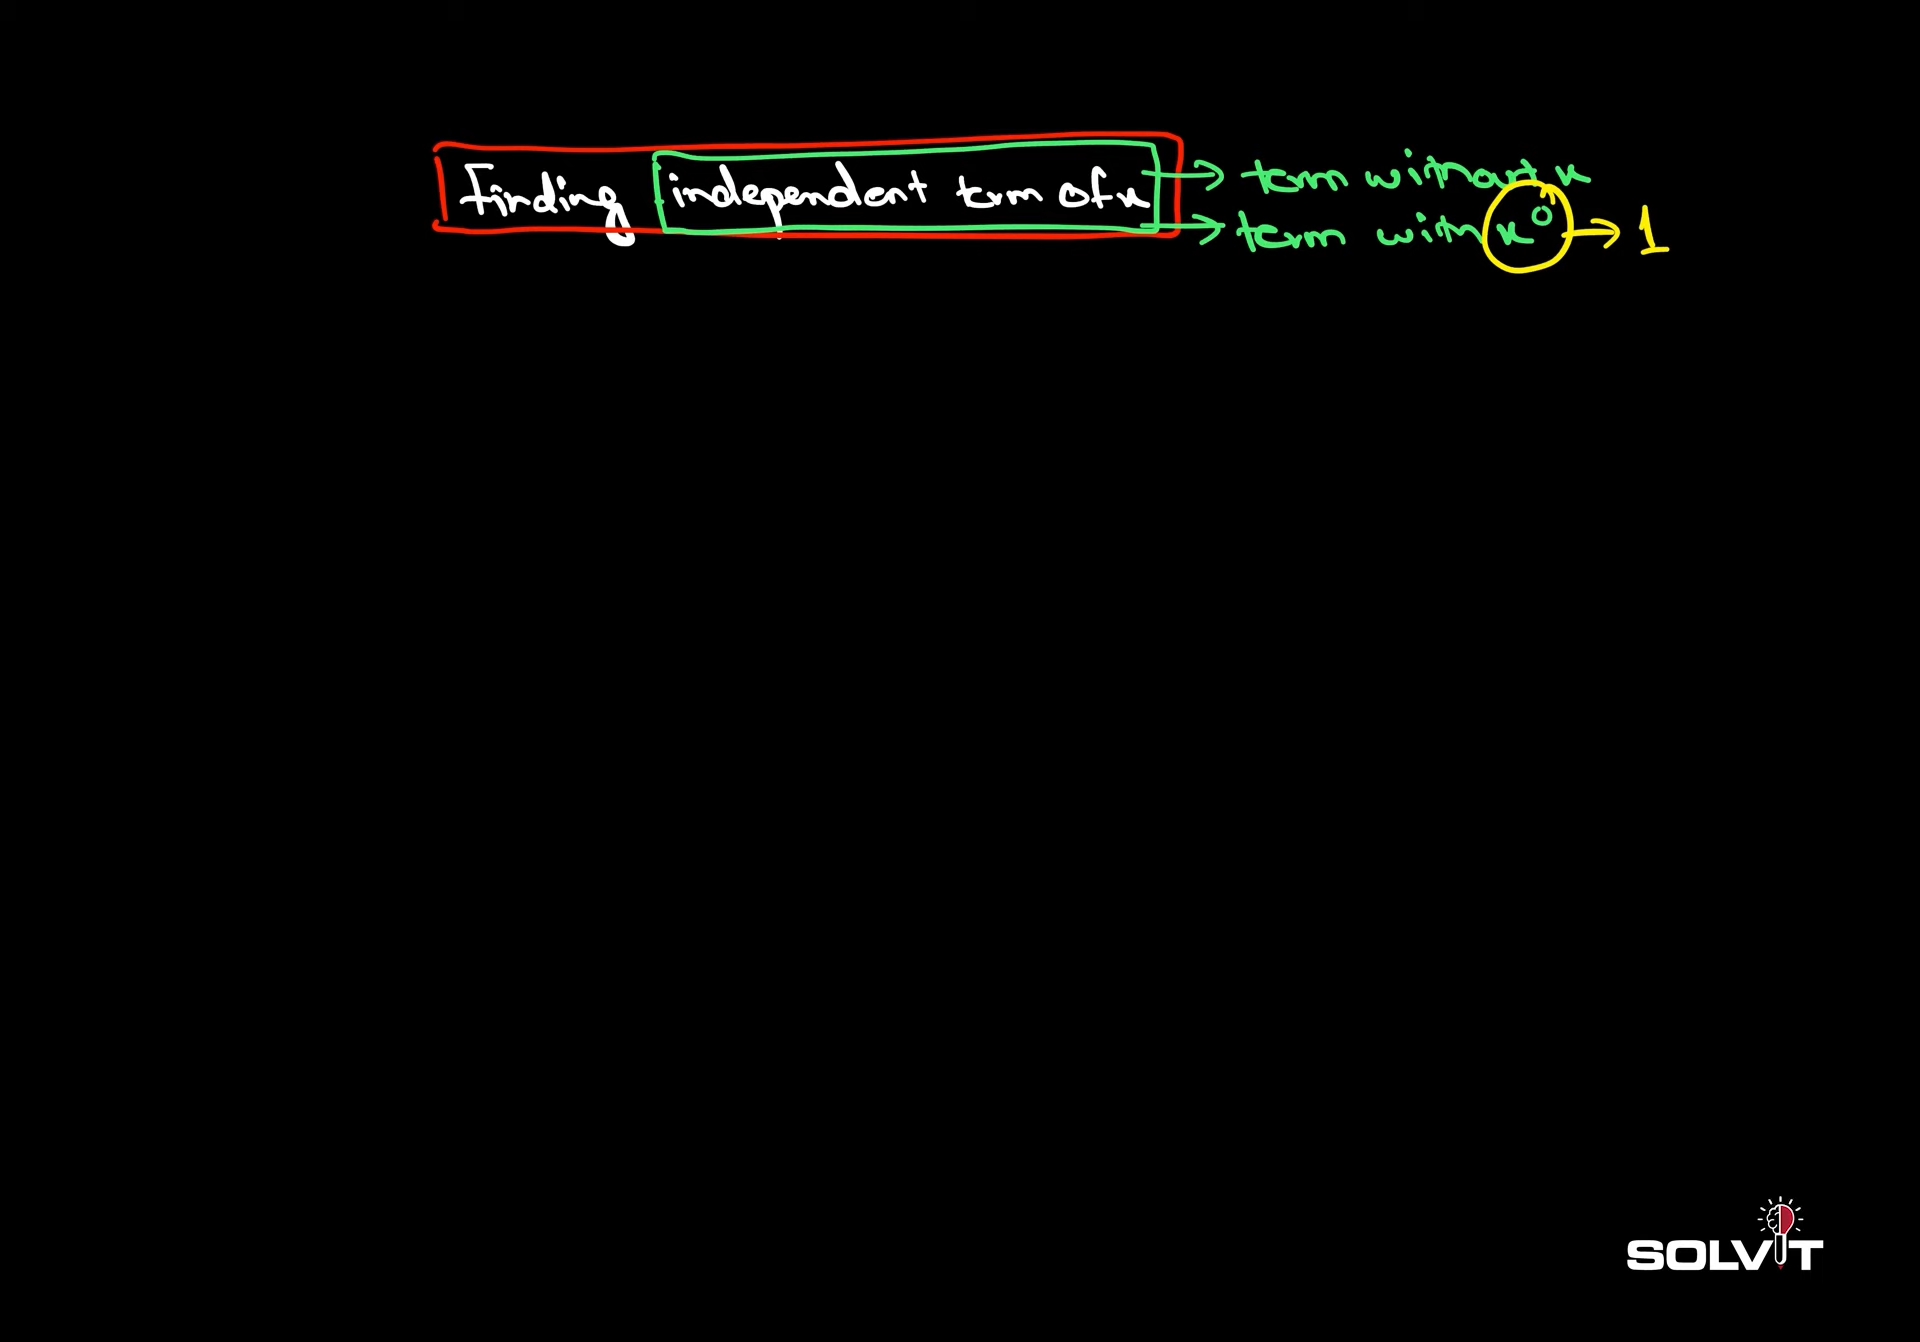 Finding independent term of x → term without x
→ term with x⁰ → 1
SOLVIT